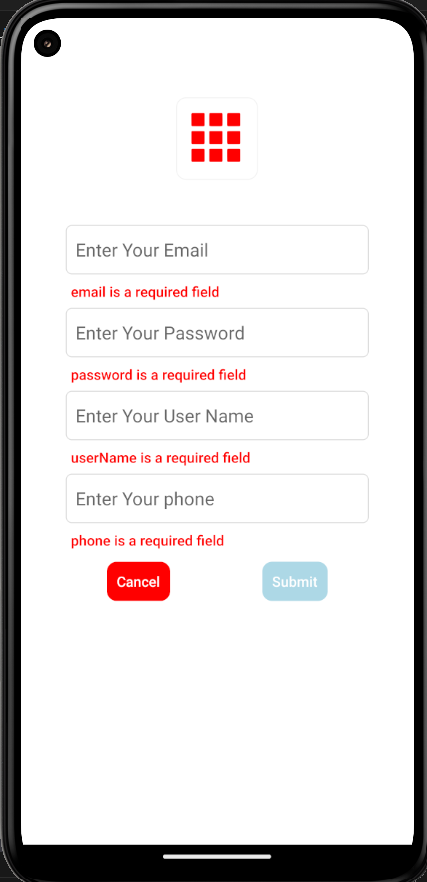 Enter Your Email
email is a required field
Enter Your Password
password is a required field
Enter Your User Name
userName is a required field
Enter Your phone
phone is a required field
Cancel
Submit